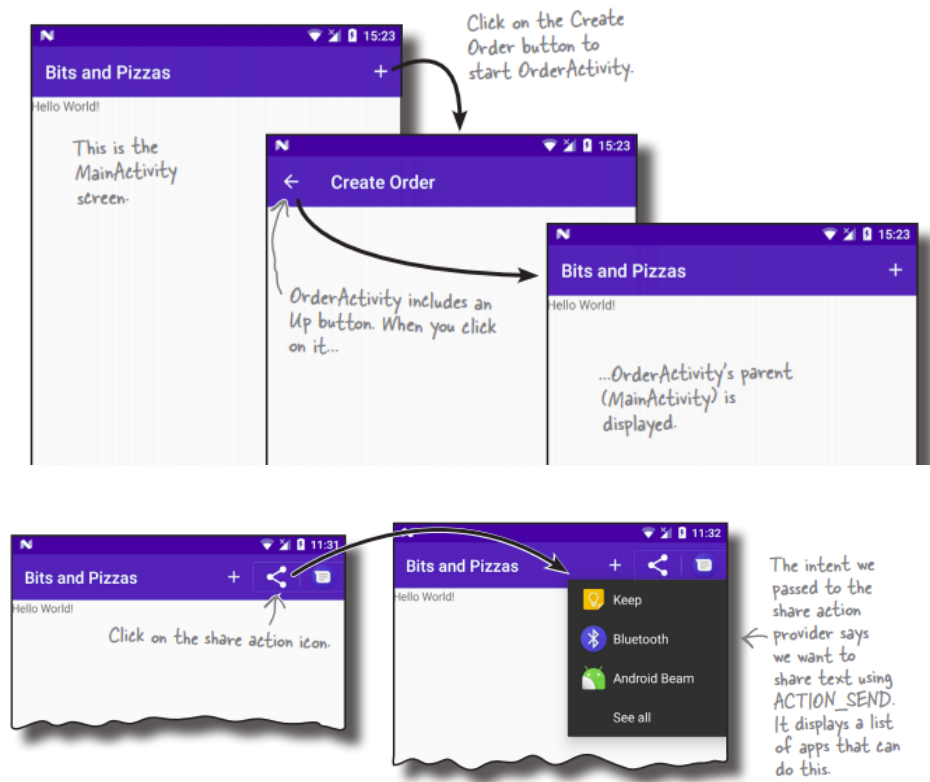 Click on the Create
Order button to
start OrderActivity.
15:23
Bits and Pizzas
+
Hello World!
This is the
MainActivity
screen.
15:23
Create Order
OrderActivity includes an
Up button. When you click
on it...
15:23
Bits and Pizzas
+
Hello World!
...OrderActivity's parent
(MainActivity) is
displayed.
11:31
Bits and Pizzas
+
Hello World!
Click on the share action icon.
11:32
Bits and Pizzas
+
Hello World!
Keep
Bluetooth
Android Beam
See all
The intent we
passed to the
share action
provider says
we want to
share text using
ACTION_SEND.
It displays a list
of apps that can
do this.